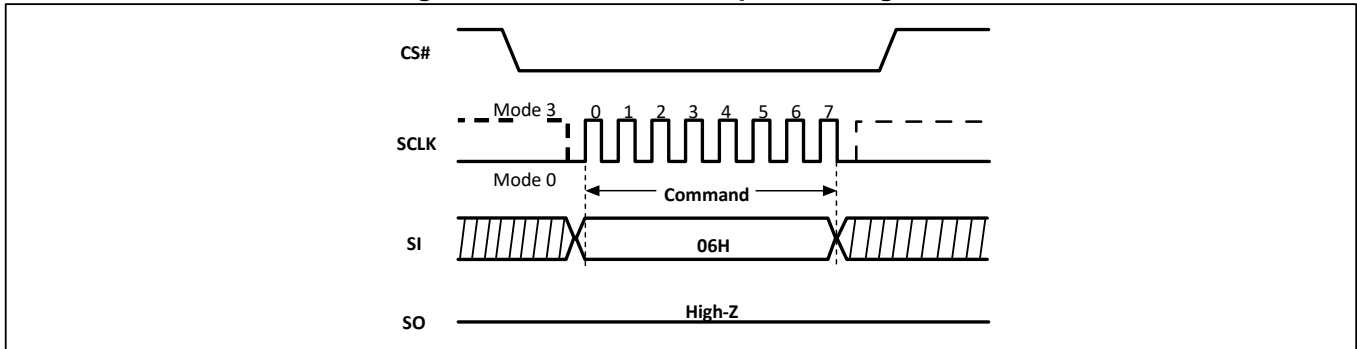 CS#
Mode 3 0 1 2 3 4 5 6 7
SCLK
Mode 0
Command
SI 06H
High-Z
SO